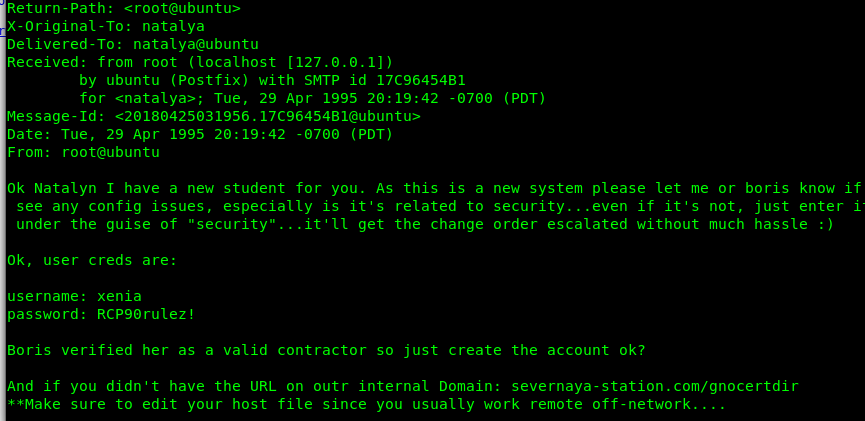 Return-Path: <root@ubuntu>
X-Original-To: natalya
Delivered-To: natalya@ubuntu
Received: from root (localhost [127.0.0.1])
        by ubuntu (Postfix) with SMTP id 17C96454B1
        for <natalya>; Tue, 29 Apr 1995 20:19:42 -0700 (PDT)
Message-Id: <20180425031956.17C96454B1@ubuntu>
Date: Tue, 29 Apr 1995 20:19:42 -0700 (PDT)
From: root@ubuntu

Ok Natalyn I have a new student for you. As this is a new system please let me or boris know if
 see any config issues, especially is it's related to security...even if it's not, just enter
 under the guise of "security"...it'll get the change order escalated without much hassle :)

Ok, user creds are:

username: xenia
password: RCP90rulez!

Boris verified her as a valid contractor so just create the account ok?

And if you didn't have the URL on outr internal Domain: severnaya-station.com/gnocertdir
**Make sure to edit your host file since you usually work remote off-network....